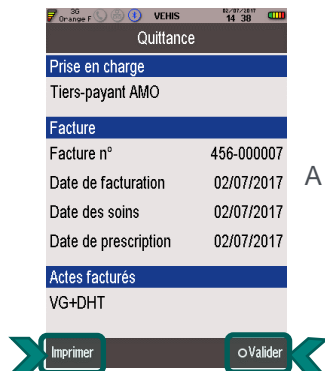 3G
Orange F VEHIS 02/07/2017
14 38
Quittance
Prise en charge
Tiers-payant AMO
Facture
Facture n° 456-000007
Date de facturation 02/07/2017
A
Date des soins 02/07/2017
Date de prescription 02/07/2017
Actes facturés
VG+DHT
Imprimer Valider